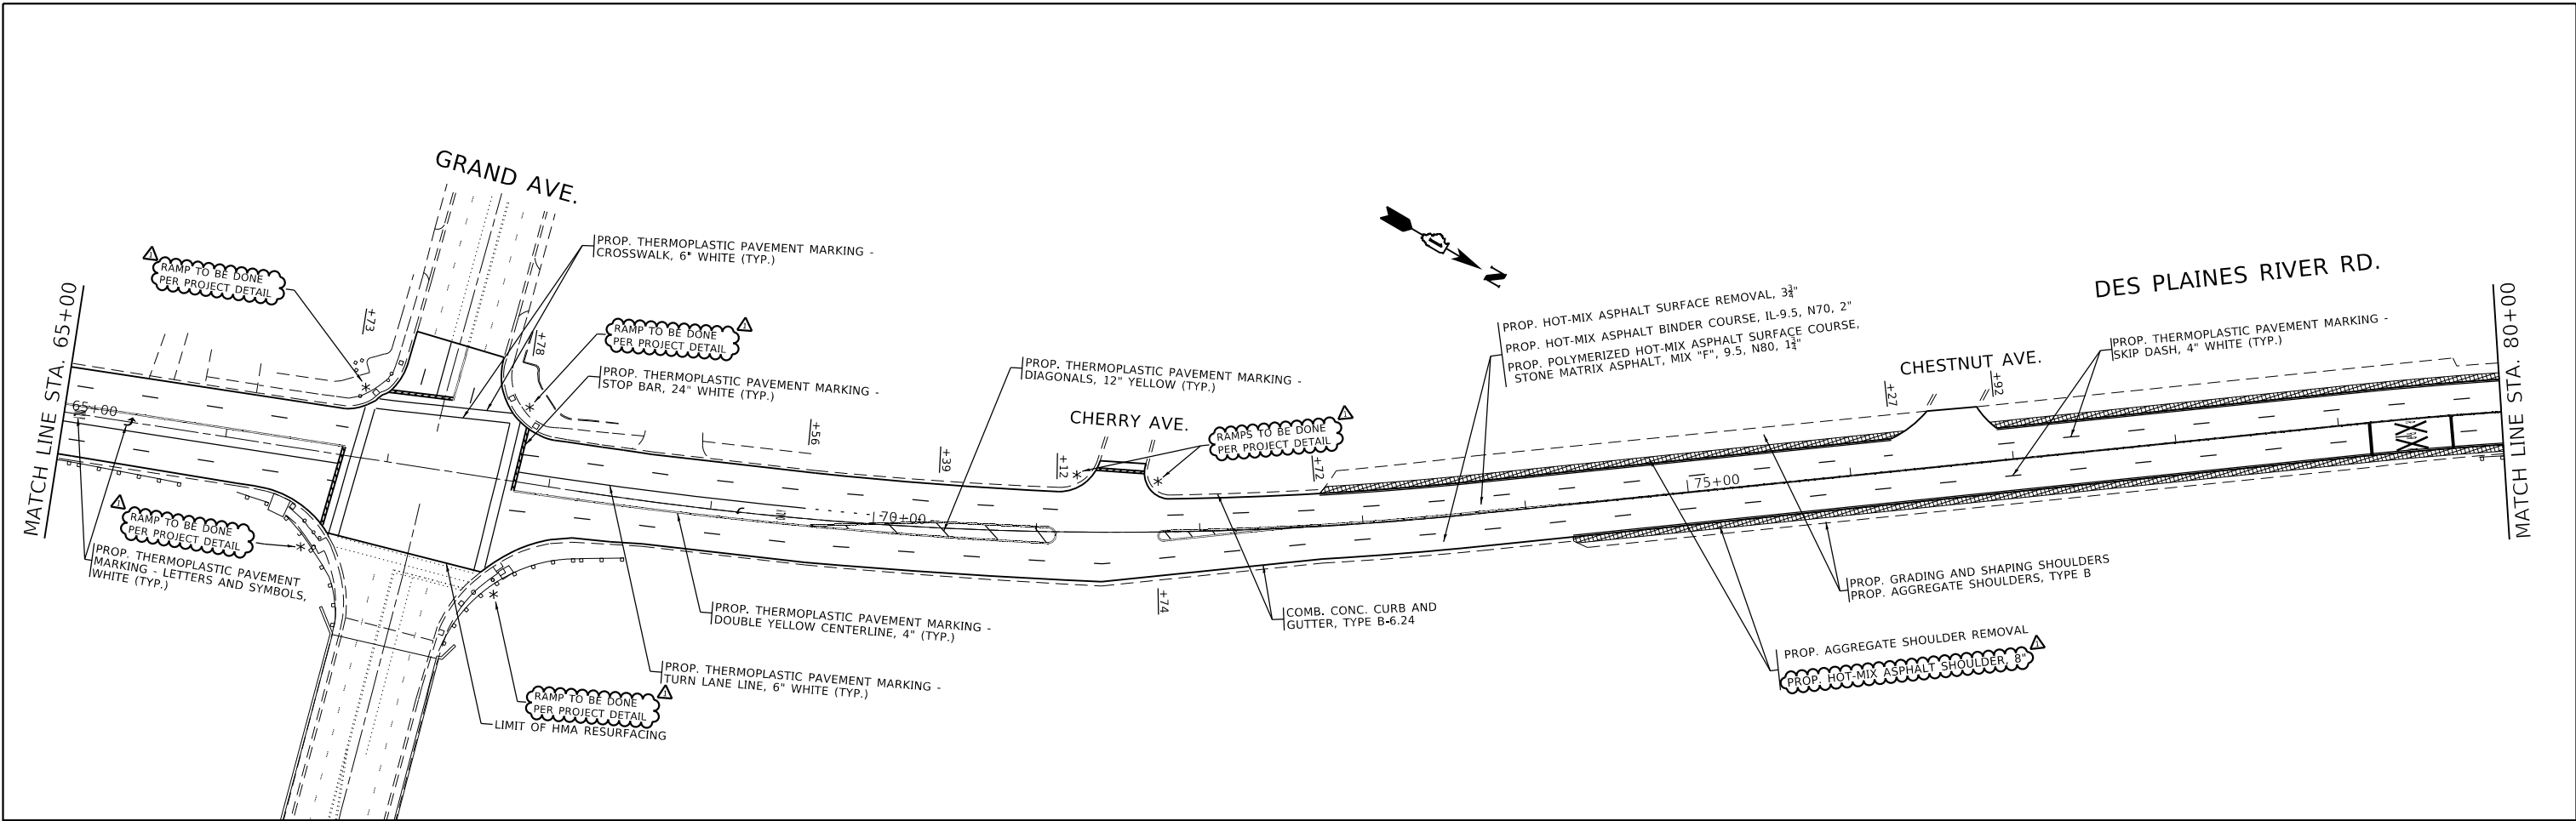 GRAND AVE.
PROP. THERMOPLASTIC PAVEMENT MARKING -
CROSSWALK, 6" WHITE (TYP.)
1
RAMP TO BE DONE
PER PROJECT DETAIL
MATCH LINE STA. 65+00
+73
+78
1
RAMP TO BE DONE
PER PROJECT DETAIL
PROP. THERMOPLASTIC PAVEMENT MARKING -
STOP BAR, 24" WHITE (TYP.)
65+00
1
RAMP TO BE DONE
PER PROJECT DETAIL
PROP. THERMOPLASTIC PAVEMENT
MARKING - LETTERS AND SYMBOLS,
WHITE (TYP.)
+56
+39
+12
PROP. THERMOPLASTIC PAVEMENT MARKING -
DIAGONALS, 12" YELLOW (TYP.)
CHERRY AVE.
1
RAMPS TO BE DONE
PER PROJECT DETAIL
+72
70+00
PROP. THERMOPLASTIC PAVEMENT MARKING -
DOUBLE YELLOW CENTERLINE, 4" (TYP.)
PROP. THERMOPLASTIC PAVEMENT MARKING -
TURN LANE LINE, 6" WHITE (TYP.)
1
RAMP TO BE DONE
PER PROJECT DETAIL
LIMIT OF HMA RESURFACING
+74
COMB. CONC. CURB AND
GUTTER, TYPE B-6.24
N
PROP. HOT-MIX ASPHALT SURFACE REMOVAL, 3¾"
PROP. HOT-MIX ASPHALT BINDER COURSE, IL-9.5, N70, 2"
PROP. POLYMERIZED HOT-MIX ASPHALT SURFACE COURSE,
STONE MATRIX ASPHALT, MIX "F", 9.5, N80, 1¾"
DES PLAINES RIVER RD.
PROP. THERMOPLASTIC PAVEMENT MARKING -
SKIP DASH, 4" WHITE (TYP.)
CHESTNUT AVE.
+27
+92
75+00
MATCH LINE STA. 80+00
PROP. GRADING AND SHAPING SHOULDERS
PROP. AGGREGATE SHOULDERS, TYPE B
PROP. AGGREGATE SHOULDER REMOVAL
1
PROP. HOT-MIX ASPHALT SHOULDER, 8"